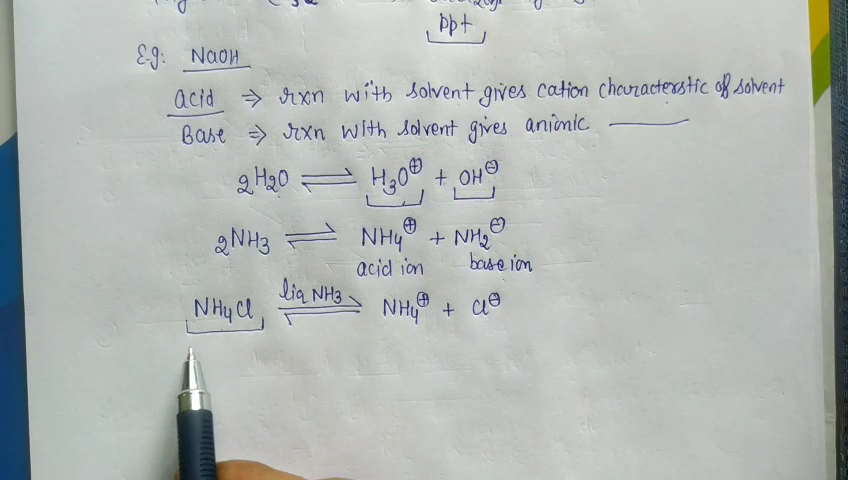 ppt
E.g: NaOH
acid ⇒ rxn with solvent gives cation characterstic of solvent
Base ⇒ rxn with solvent gives anionic ———
2H2O ⇌ H3O⊕ + OH⊖
2NH3 ⇌ NH4⊕ + NH2⊖
acid ion base ion
NH4Cl liq NH3 ⇌ NH4⊕ + Cl⊖